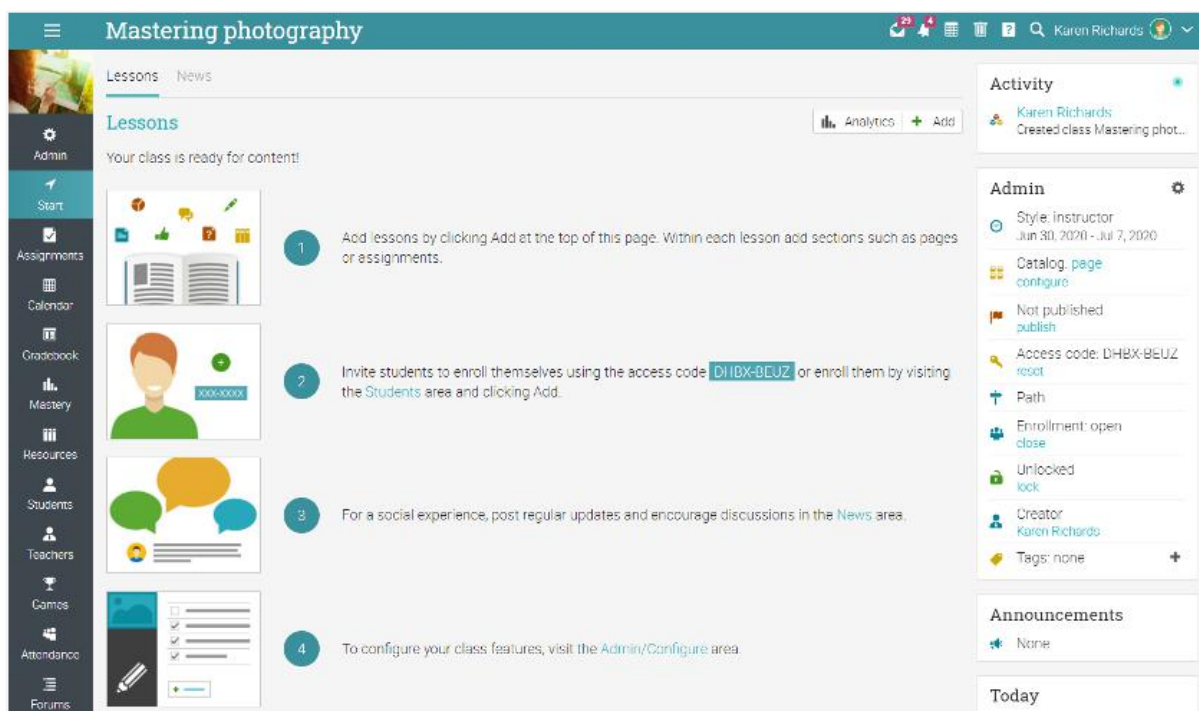 Mastering photography
29
4
Karen Richards
Admin
Start
Assignments
Calendar
Gradebook
Mastery
Resources
Students
Teachers
Games
Attendance
Forums
Lessons News
Lessons
Analytics + Add
Your class is ready for content!
1
Add lessons by clicking Add at the top of this page. Within each lesson add sections such as pages
or assignments.
XXX-XXXX
2
Invite students to enroll themselves using the access code DHBX-BEUZ or enroll them by visiting
the Students area and clicking Add.
3
For a social experience, post regular updates and encourage discussions in the News area.
4
To configure your class features, visit the Admin/Configure area.
Activity
Karen Richards
Created class Mastering phot...
Admin
Style: instructor
Jun 30, 2020 - Jul 7, 2020
Catalog: page
configure
Not published
publish
Access code: DHBX-BEUZ
reset
Path
Enrollment: open
close
Unlocked
lock
Creator
Karen Richards
Tags: none +
Announcements
None
Today